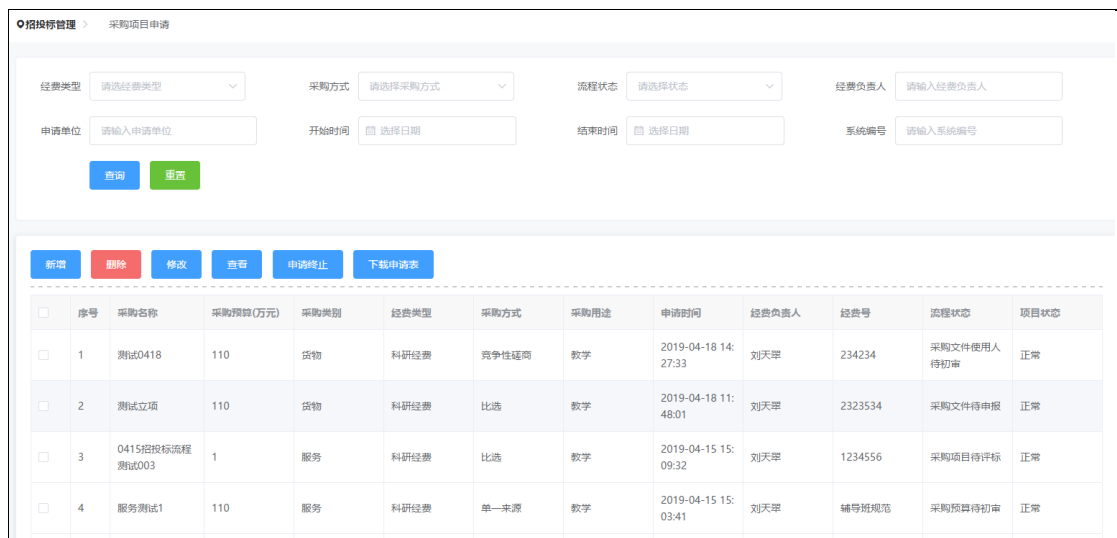 招投标管理 > 采购项目申请
经费类型 请选经费类型 采购方式 请选择采购方式 流程状态 请选择状态 经费负责人 请输入经费负责人
申请单位 请输入申请单位 开始时间 选择日期 结束时间 选择日期 系统编号 请输入系统编号
查询 重置
新增 删除 修改 查看 申请终止 下载申请表
序号 采购名称 采购预算(万元) 采购类别 经费类型 采购方式 采购用途 申请时间 经费负责人 经费号 流程状态 项目状态
1 测试0418 110 货物 科研经费 竞争性磋商 教学 2019-04-18 14: 刘天翠 234234 采购文件使用人 正常
27:33 待初审
2 测试立项 110 货物 科研经费 比选 教学 2019-04-18 11: 刘天翠 2323534 采购文件待申报 正常
48:01
3 0415招投标流程 1 服务 科研经费 比选 教学 2019-04-15 15: 刘天翠 1234556 采购项目待评标 正常
测试003 09:32
4 服务测试1 110 服务 科研经费 单一来源 教学 2019-04-15 15: 刘天翠 辅导班规范 采购预算待初审 正常
03:41